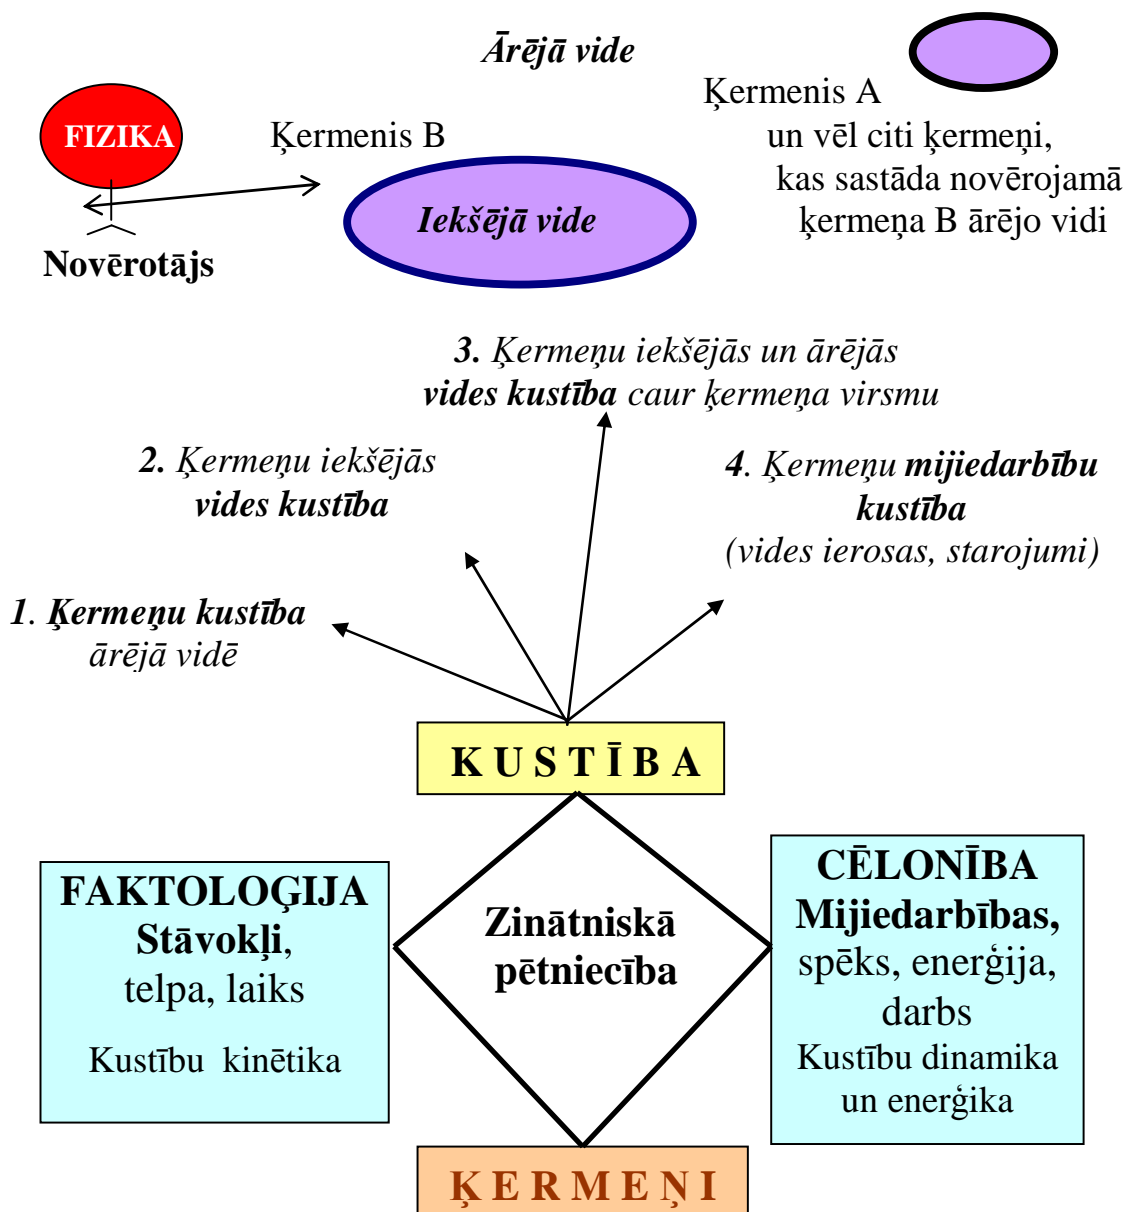 Ārējā vide
FIZIKA
Ķermenis B
Ķermenis A
un vēl citi ķermeņi,
kas sastāda novērojamā
ķermeņa B ārējo vidi
Iekšējā vide
Novērotājs
3. Ķermeņu iekšējās un ārējās
vides kustība caur ķermeņa virsmu
2. Ķermeņu iekšējās
vides kustība
4. Ķermeņu mijiedarbību
kustība
(vides ierosas, starojumi)
1. Ķermeņu kustība
ārējā vidē
K U S T Ī B A
FAKTOLOĢIJA
Stāvokļi,
telpa, laiks
Kustību kinētika
Zinātniskā
pētniecība
CĒLONĪBA
Mijiedarbības,
spēks, enerģija,
darbs
Kustību dinamika
un enerģika
Ķ E R M E Ņ I